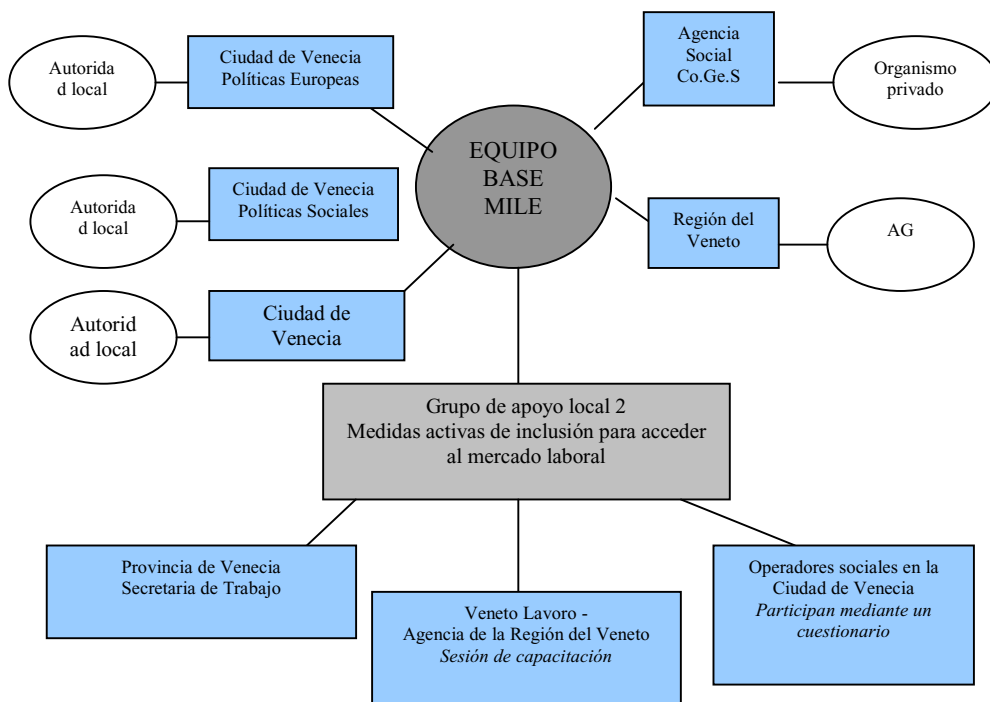 Autorida
d local
Ciudad de Venecia
Políticas Europeas
EQUIPO
BASE
MILE
Agencia
Social
Co.Ge.S
Organismo
privado
Autorida
d local
Ciudad de Venecia
Políticas Sociales
Región del
Veneto
AG
Autorid
ad local
Ciudad de
Venecia
Grupo de apoyo local 2
Medidas activas de inclusión para acceder
al mercado laboral
Provincia de Venecia
Secretaria de Trabajo
Veneto Lavoro -
Agencia de la Región del Veneto
Sesión de capacitación
Operadores sociales en la
Ciudad de Venecia
Participan mediante un
cuestionario